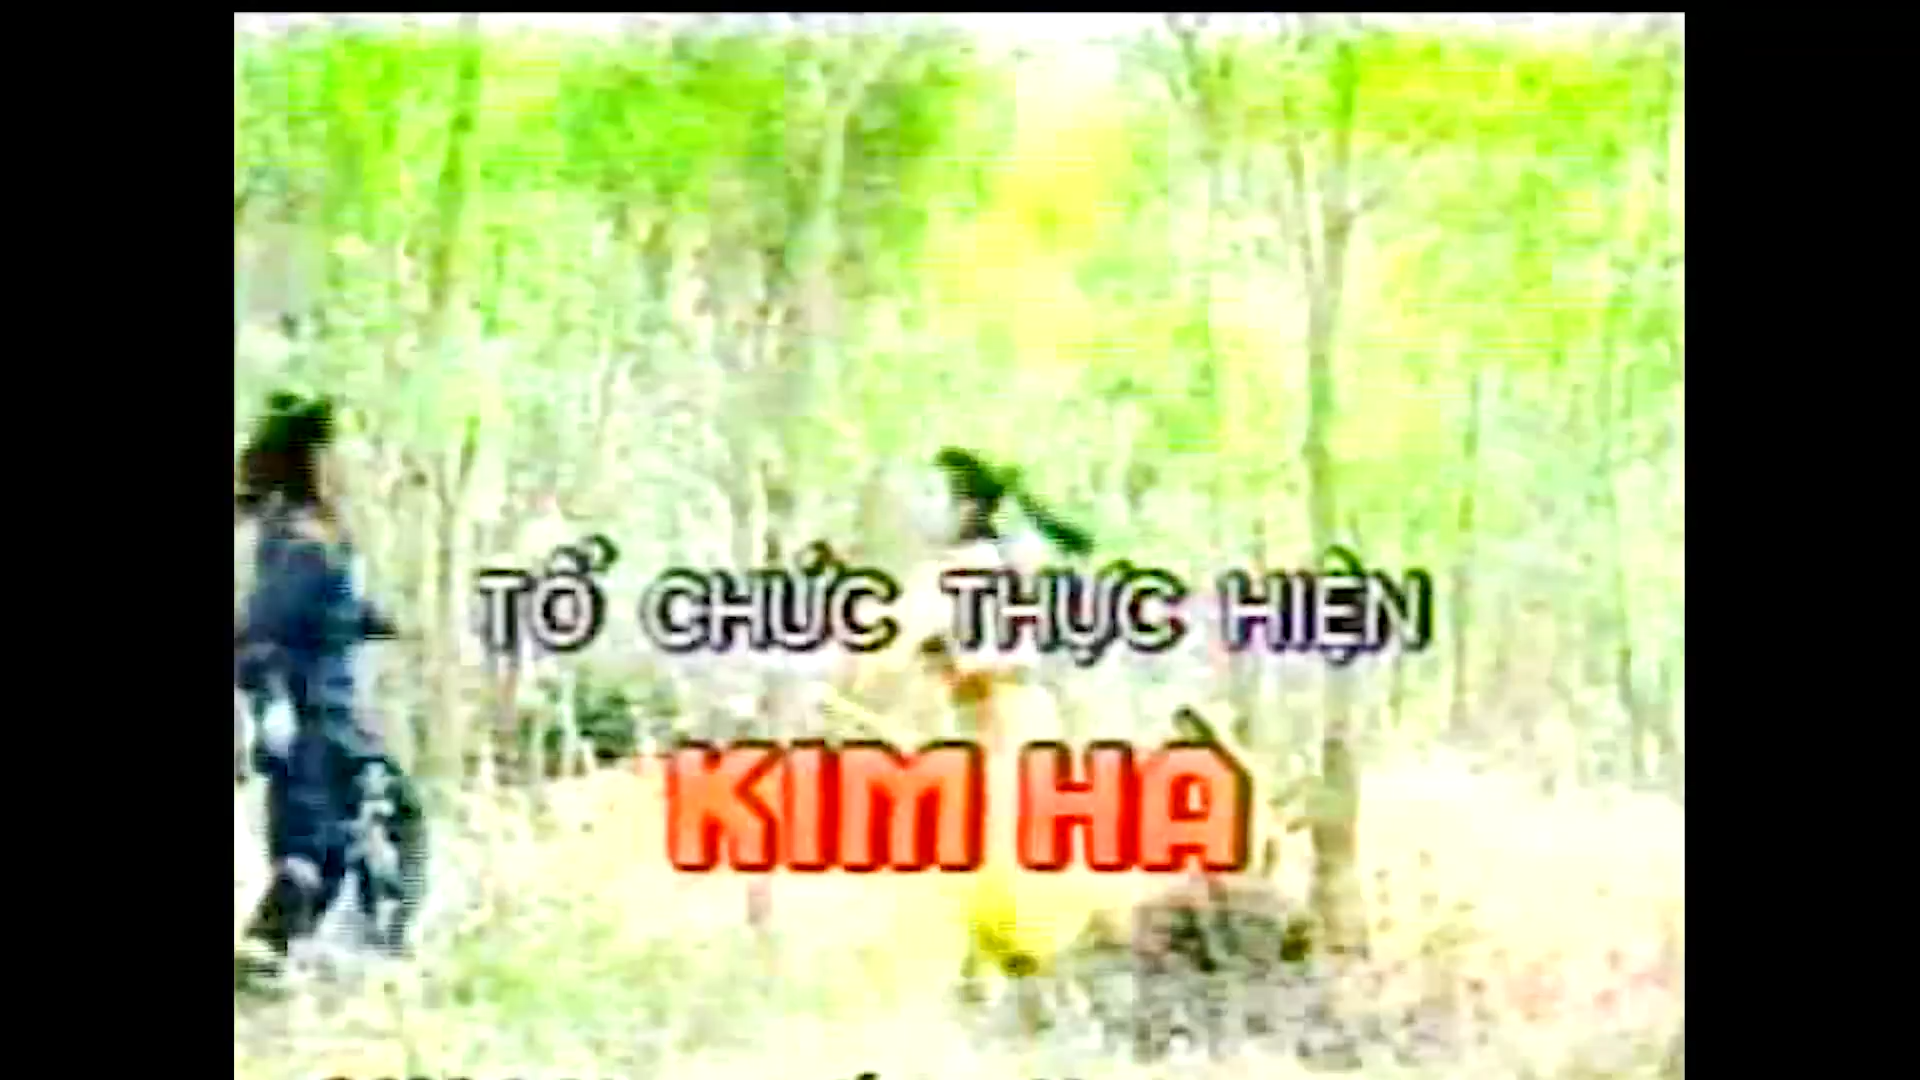 TỔ CHỨC THỰC HIỆN
KIM HÀ